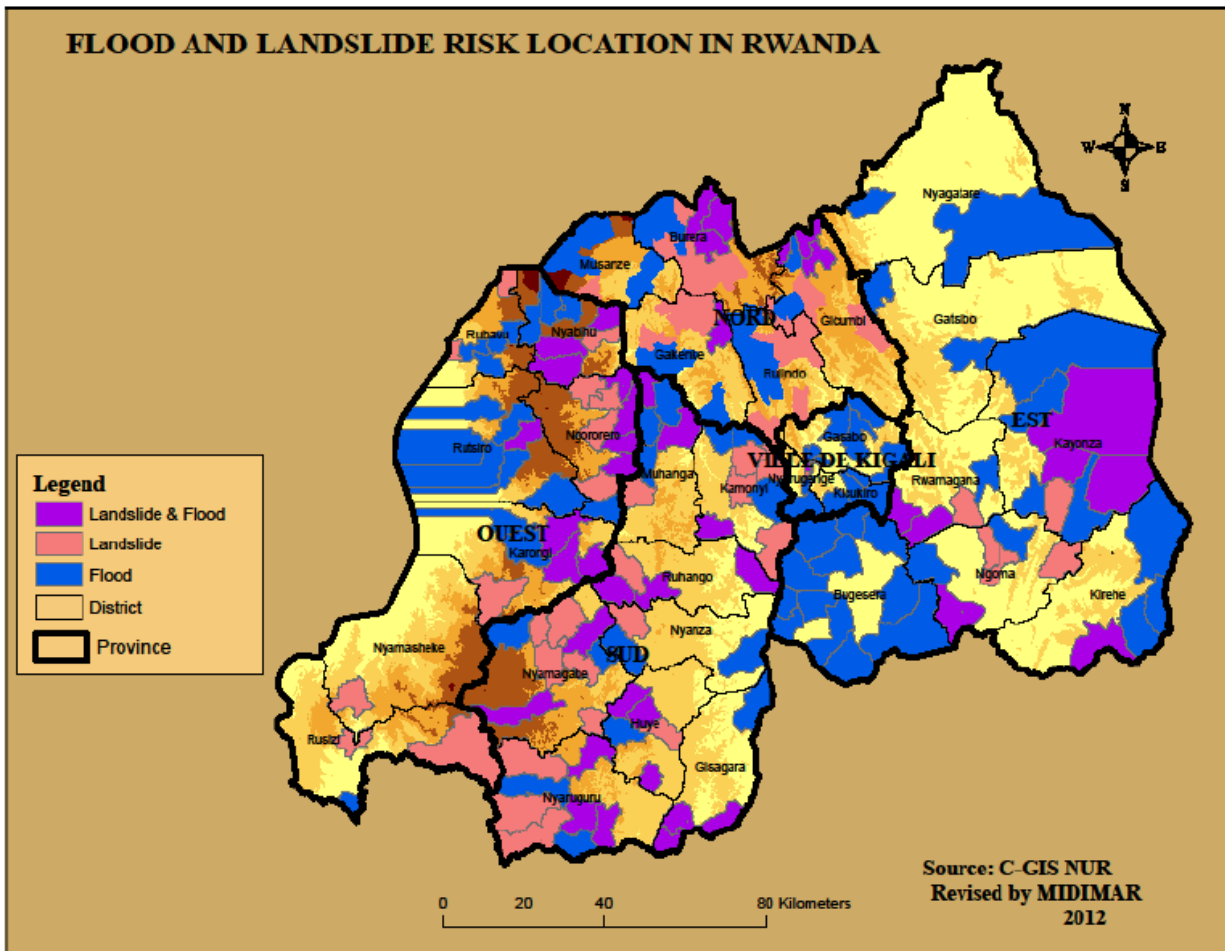 FLOOD AND LANDSLIDE RISK LOCATION IN RWANDA
N
W E
S
Nyagatare
Burera
Musanze
Gatsibo
NORD
Gicumbi
Rubavu
Nyabihu
Gakenke
Rulindo
EST
Gasabo
Kayonza
Rutsiro
Ngororero
VILLE DE KIGALI
Muhanga
Kamonyi
Nyarugenge
Rwamagana
Kikukiro
OUEST
Karongi
Ruhango
Ngoma
Bugesera
Kirehe
Nyanza
Nyamasheke
SUD
Nyamagabe
Huye
Rusizi
Gisagara
Nyaruguru
Legend
Landslide & Flood
Landslide
Flood
District
Province
0 20 40 80 Kilometers
Source: C-GIS NUR
Revised by MIDIMAR
2012